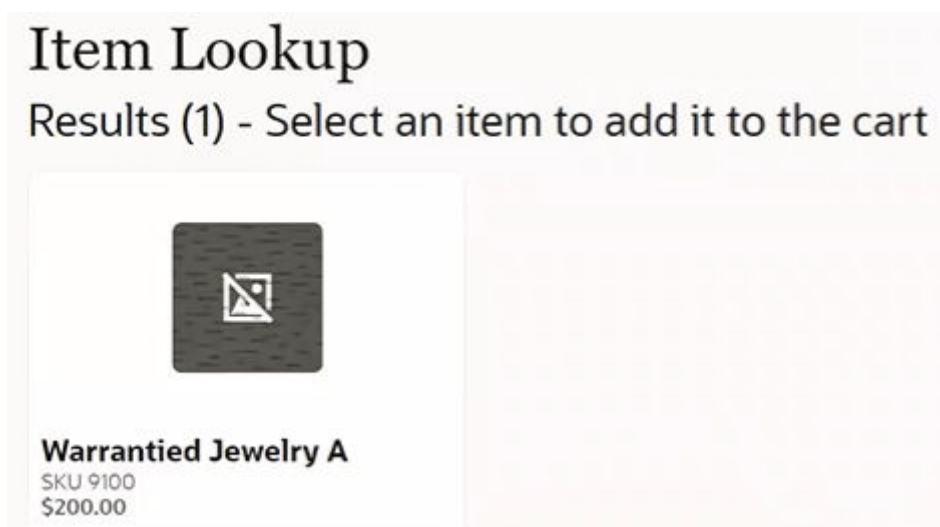 Item Lookup
Results (1) - Select an item to add it to the cart
Warrantied Jewelry A
SKU 9100
$200.00